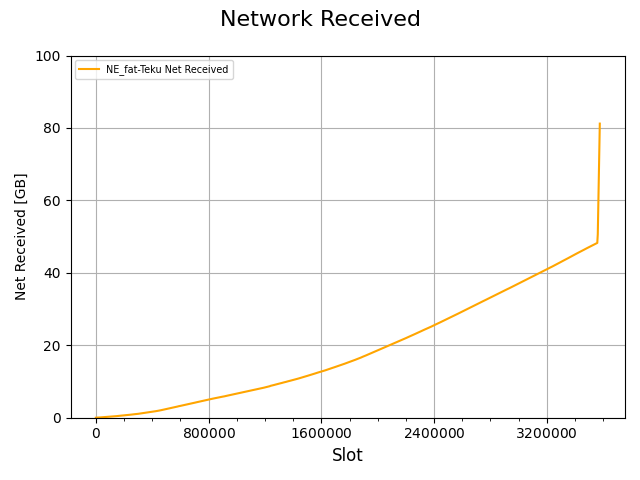 Network Received
NE_fat-Teku Net Received
Net Received [GB]
100
80
60
40
20
0
0 800000 1600000 2400000 3200000
Slot